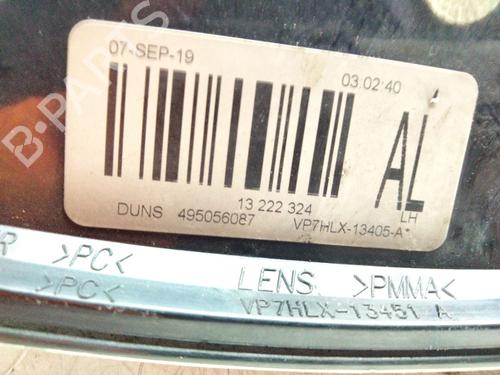 07-SEP-19
03:02:40
AL
LH
13 222 324
DUNS 495056087
VP7HLX-13405-A*
B-PARTS
R >PC< LENS >PMMA<
>PC< VP7HLX-13451 A